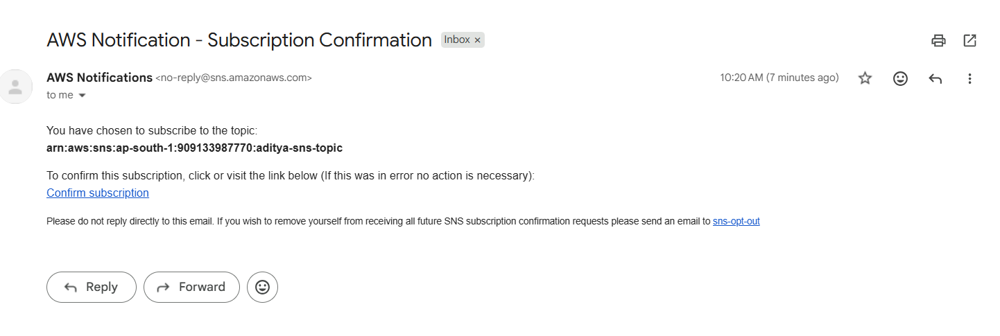 AWS Notification - Subscription Confirmation Inbox ×
AWS Notifications <no-reply@sns.amazonaws.com> 10:20 AM (7 minutes ago)
to me
You have chosen to subscribe to the topic:
arn:aws:sns:ap-south-1:909133987770:aditya-sns-topic
To confirm this subscription, click or visit the link below (If this was in error no action is necessary):
Confirm subscription
Please do not reply directly to this email. If you wish to remove yourself from receiving all future SNS subscription confirmation requests please send an email to sns-opt-out
Reply Forward